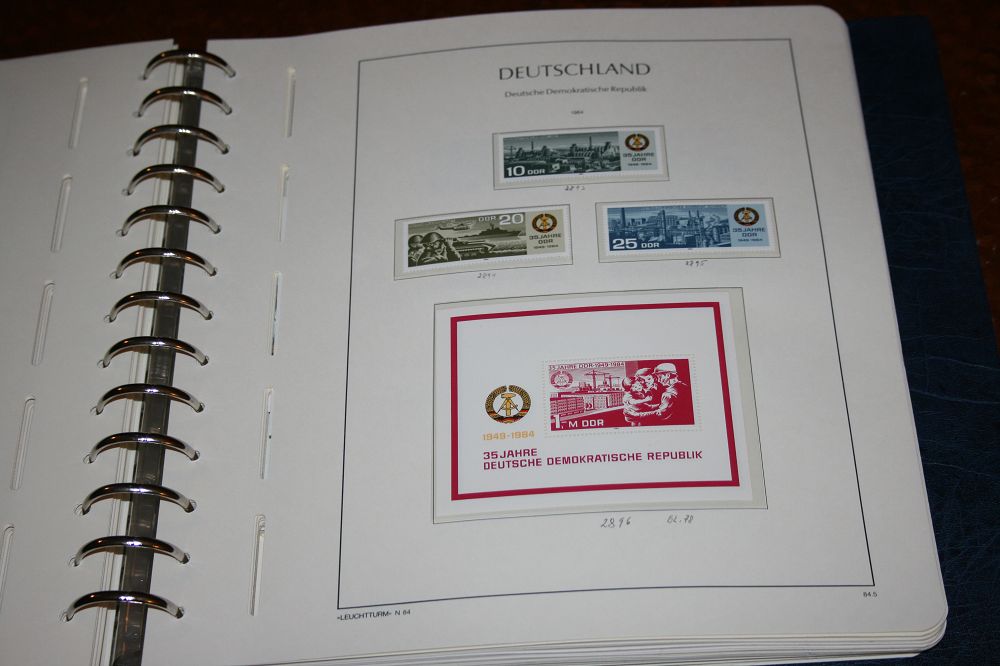 DEUTSCHLAND
Deutsche Demokratische Republik
1984
10 DDR
35 JAHRE
DDR
1949-1984
2893
DDR 20
35 JAHRE
DDR
1949-1984
2894
25 DDR
35 JAHRE
DDR
1949-1984
2895
35 JAHRE DDR·1949-1984
1,- M DDR
1949-1984
35 JAHRE
DEUTSCHE DEMOKRATISCHE REPUBLIK
2896 BL. 78
»LEUCHTTURM« N 84
84.5